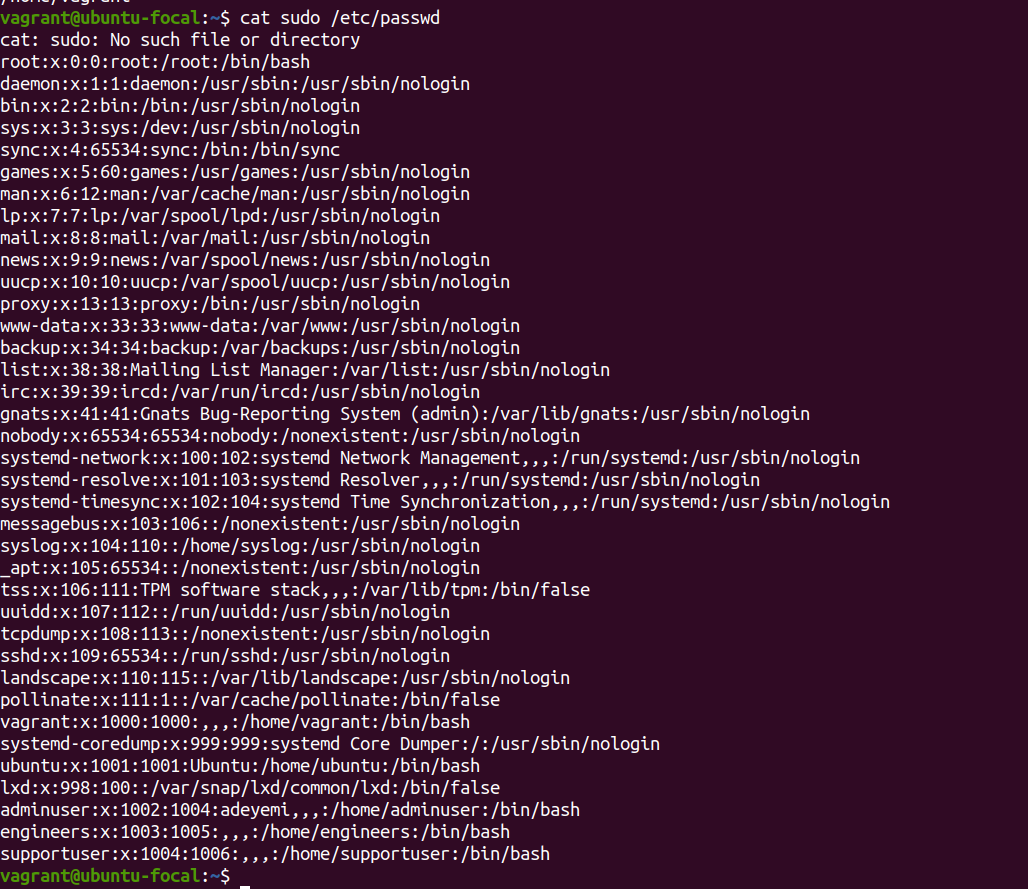 /home/vagrant
vagrant@ubuntu-focal:~$ cat sudo /etc/passwd
cat: sudo: No such file or directory
root:x:0:0:root:/root:/bin/bash
daemon:x:1:1:daemon:/usr/sbin:/usr/sbin/nologin
bin:x:2:2:bin:/bin:/usr/sbin/nologin
sys:x:3:3:sys:/dev:/usr/sbin/nologin
sync:x:4:65534:sync:/bin:/bin/sync
games:x:5:60:games:/usr/games:/usr/sbin/nologin
man:x:6:12:man:/var/cache/man:/usr/sbin/nologin
lp:x:7:7:lp:/var/spool/lpd:/usr/sbin/nologin
mail:x:8:8:mail:/var/mail:/usr/sbin/nologin
news:x:9:9:news:/var/spool/news:/usr/sbin/nologin
uucp:x:10:10:uucp:/var/spool/uucp:/usr/sbin/nologin
proxy:x:13:13:proxy:/bin:/usr/sbin/nologin
www-data:x:33:33:www-data:/var/www:/usr/sbin/nologin
backup:x:34:34:backup:/var/backups:/usr/sbin/nologin
list:x:38:38:Mailing List Manager:/var/list:/usr/sbin/nologin
irc:x:39:39:ircd:/var/run/ircd:/usr/sbin/nologin
gnats:x:41:41:Gnats Bug-Reporting System (admin):/var/lib/gnats:/usr/sbin/nologin
nobody:x:65534:65534:nobody:/nonexistent:/usr/sbin/nologin
systemd-network:x:100:102:systemd Network Management,,,:/run/systemd:/usr/sbin/nologin
systemd-resolve:x:101:103:systemd Resolver,,,:/run/systemd:/usr/sbin/nologin
systemd-timesync:x:102:104:systemd Time Synchronization,,,:/run/systemd:/usr/sbin/nologin
messagebus:x:103:106::/nonexistent:/usr/sbin/nologin
syslog:x:104:110::/home/syslog:/usr/sbin/nologin
_apt:x:105:65534::/nonexistent:/usr/sbin/nologin
tss:x:106:111:TPM software stack,,,:/var/lib/tpm:/bin/false
uuidd:x:107:112::/run/uuidd:/usr/sbin/nologin
tcpdump:x:108:113::/nonexistent:/usr/sbin/nologin
sshd:x:109:65534::/run/sshd:/usr/sbin/nologin
landscape:x:110:115::/var/lib/landscape:/usr/sbin/nologin
pollinate:x:111:1::/var/cache/pollinate:/bin/false
vagrant:x:1000:1000:,,,:/home/vagrant:/bin/bash
systemd-coredump:x:999:999:systemd Core Dumper:/:/usr/sbin/nologin
ubuntu:x:1001:1001:Ubuntu:/home/ubuntu:/bin/bash
lxd:x:998:100::/var/snap/lxd/common/lxd:/bin/false
adminuser:x:1002:1004:adeyemi,,,:/home/adminuser:/bin/bash
engineers:x:1003:1005:,,,:/home/engineers:/bin/bash
supportuser:x:1004:1006:,,,:/home/supportuser:/bin/bash
vagrant@ubuntu-focal:~$